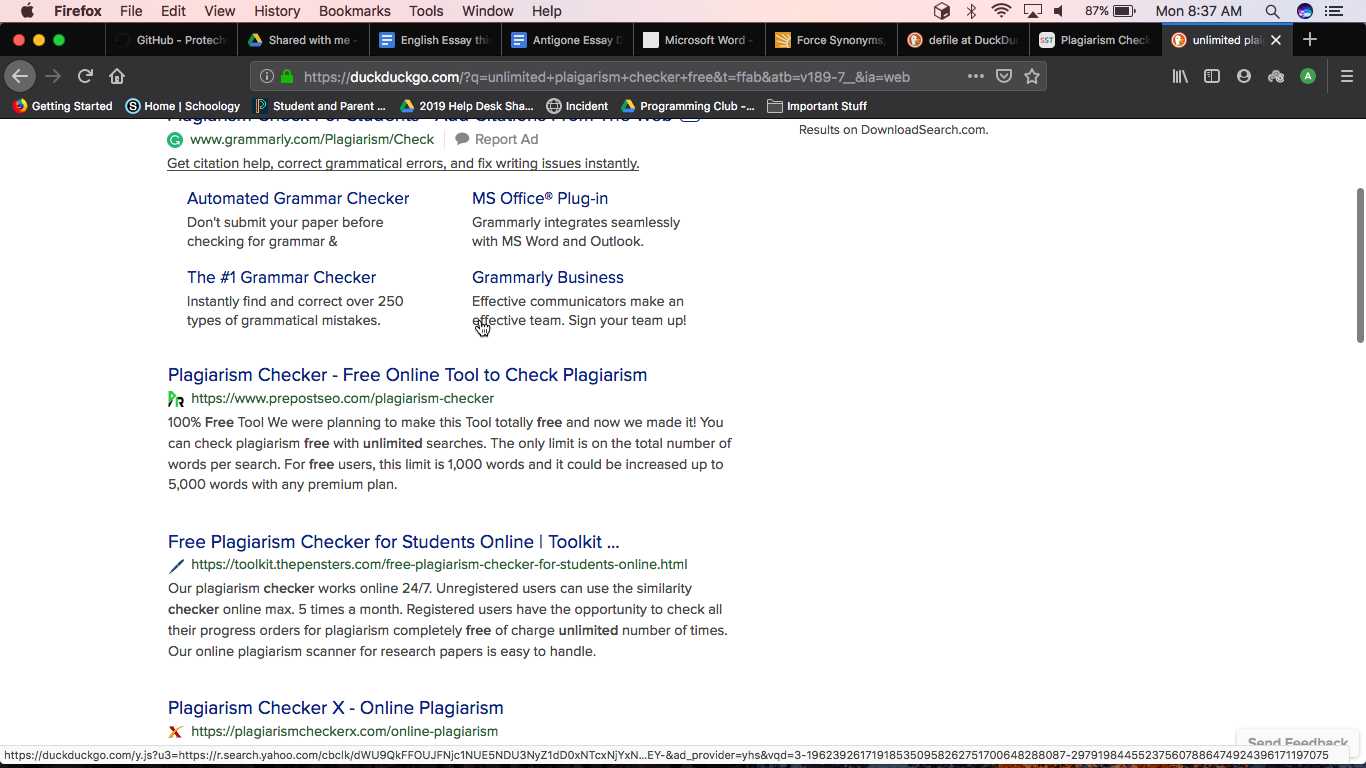 Firefox File Edit View History Bookmarks Tools Window Help 87% Mon 8:37 AM
GitHub - Protech Shared with me - English Essay thi Antigone Essay D Microsoft Word - Force Synonyms, defile at DuckDu SST Plagiarism Check unlimited plai
https://duckduckgo.com/?q=unlimited+plaigarism+checker+free&t=ffab&atb=v189-7__&ia=web A
Getting Started S Home | Schoology Student and Parent ... 2019 Help Desk Sha... Incident Programming Club -... Important Stuff
Plagiarism Check For Students - Add Citations From The Web
Results on DownloadSearch.com.
www.grammarly.com/Plagiarism/Check Report Ad
Get citation help, correct grammatical errors, and fix writing issues instantly.
Automated Grammar Checker
Don't submit your paper before
checking for grammar &
MS Office® Plug-in
Grammarly integrates seamlessly
with MS Word and Outlook.
The #1 Grammar Checker
Instantly find and correct over 250
types of grammatical mistakes.
Grammarly Business
Effective communicators make an
effective team. Sign your team up!
Plagiarism Checker - Free Online Tool to Check Plagiarism
https://www.prepostseo.com/plagiarism-checker
100% Free Tool We were planning to make this Tool totally free and now we made it! You
can check plagiarism free with unlimited searches. The only limit is on the total number of
words per search. For free users, this limit is 1,000 words and it could be increased up to
5,000 words with any premium plan.
Free Plagiarism Checker for Students Online | Toolkit ...
https://toolkit.thepensters.com/free-plagiarism-checker-for-students-online.html
Our plagiarism checker works online 24/7. Unregistered users can use the similarity
checker online max. 5 times a month. Registered users have the opportunity to check all
their progress orders for plagiarism completely free of charge unlimited number of times.
Our online plagiarism scanner for research papers is easy to handle.
Plagiarism Checker X - Online Plagiarism
https://plagiarismcheckerx.com/online-plagiarism
Send Feedback
https://duckduckgo.com/y.js?u3=https://r.search.yahoo.com/cbclk/dWU9QkFFOUJFNjc1NUE5NDU3NyZ1dD0xNTcxNjYxN...EY-&ad_provider=yhs&vqd=3-196239261719185350958262751700648288087-297919844552375607886474924396171197075